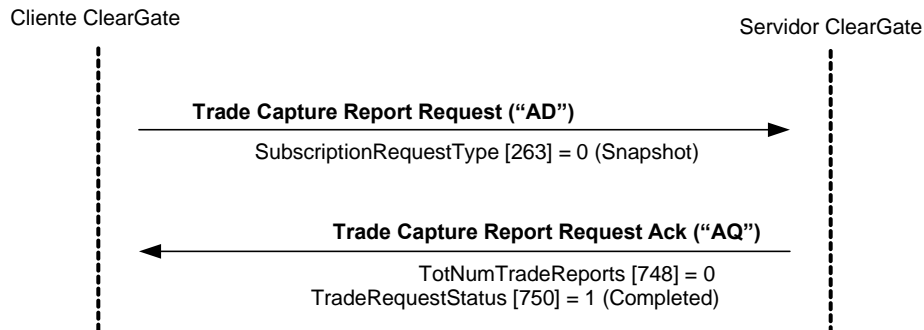 Cliente ClearGate
Servidor ClearGate
Trade Capture Report Request (“AD”)
SubscriptionRequestType [263] = 0 (Snapshot)
Trade Capture Report Request Ack (“AQ”)
TotNumTradeReports [748] = 0
TradeRequestStatus [750] = 1 (Completed)